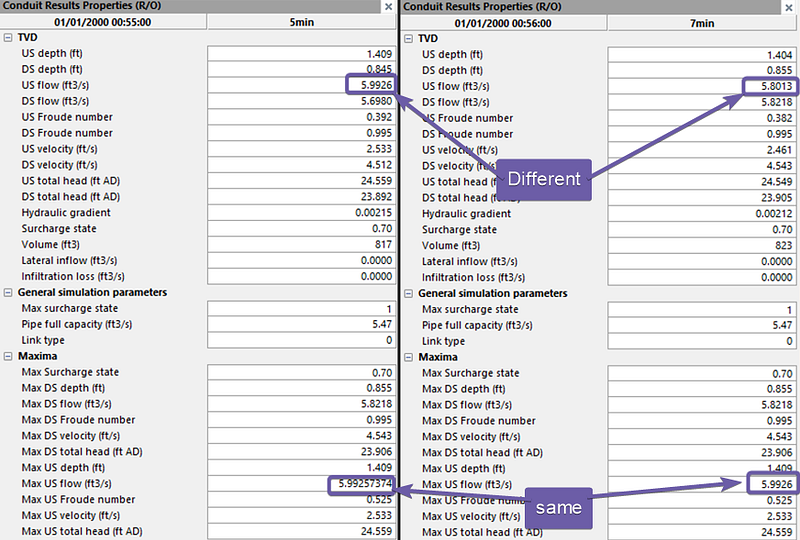 Conduit Results Properties (R/O)
01/01/2000 00:55:00 5min
TVD
US depth (ft) 1.409
DS depth (ft) 0.845
US flow (ft3/s) 5.9926
DS flow (ft3/s) 5.6980
US Froude number 0.392
DS Froude number 0.995
US velocity (ft/s) 2.533
DS velocity (ft/s) 4.512
US total head (ft AD) 24.559
DS total head (ft AD) 23.892
Hydraulic gradient 0.00215
Surcharge state 0.70
Volume (ft3) 817
Lateral inflow (ft3/s) 0.0000
Infiltration loss (ft3/s) 0.0000
General simulation parameters
Max surcharge state 1
Pipe full capacity (ft3/s) 5.47
Link type 0
Maxima
Max Surcharge state 0.70
Max DS depth (ft) 0.855
Max DS flow (ft3/s) 5.8218
Max DS Froude number 0.995
Max DS velocity (ft/s) 4.543
Max DS total head (ft AD) 23.906
Max US depth (ft) 1.409
Max US flow (ft3/s) 5.99257374
Max US Froude number 0.525
Max US velocity (ft/s) 2.533
Max US total head (ft AD) 24.559
Conduit Results Properties (R/O)
01/01/2000 00:56:00 7min
TVD
US depth (ft) 1.404
DS depth (ft) 0.855
US flow (ft3/s) 5.8013
DS flow (ft3/s) 5.8218
US Froude number 0.382
DS Froude number 0.995
US velocity (ft/s) 2.461
DS velocity (ft/s) 4.543
US total head (ft 24.549
DS total head (ft AD) 23.905
Hydraulic gradient 0.00212
Surcharge state 0.70
Volume (ft3) 823
Lateral inflow (ft3/s) 0.0000
Infiltration loss (ft3/s) 0.0000
General simulation parameters
Max surcharge state 1
Pipe full capacity (ft3/s) 5.47
Link type 0
Maxima
Max Surcharge state 0.70
Max DS depth (ft) 0.855
Max DS flow (ft3/s) 5.8218
Max DS Froude number 0.995
Max DS velocity (ft/s) 4.543
Max DS total head (ft AD) 23.906
Max US depth (ft) 1.409
Max US flow (ft3/s) 5.9926
Max US Froude number 0.525
Max US velocity (ft/s) 2.533
Max US total head (ft AD) 24.559
Different
same